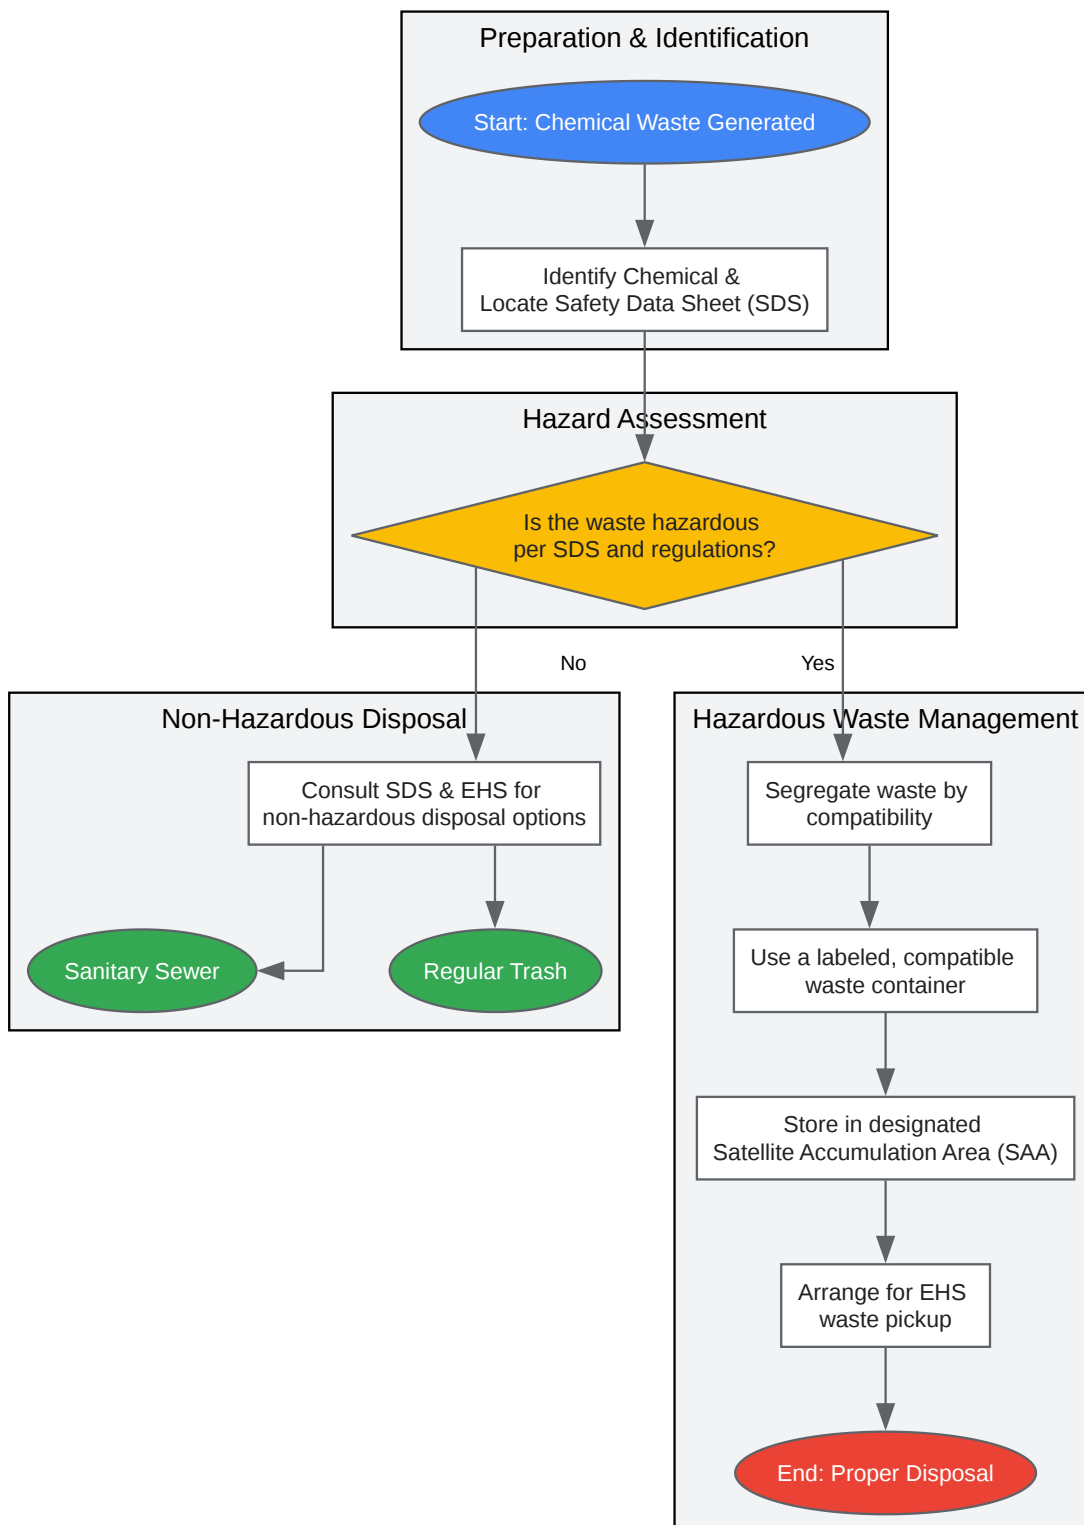 Preparation & Identification
Start: Chemical Waste Generated
Identify Chemical &
Locate Safety Data Sheet (SDS)
Hazard Assessment
Is the waste hazardous
per SDS and regulations?
No
Yes
Non-Hazardous Disposal
Consult SDS & EHS for
non-hazardous disposal options
Sanitary Sewer
Regular Trash
Hazardous Waste Management
Segregate waste by
compatibility
Use a labeled, compatible
waste container
Store in designated
Satellite Accumulation Area (SAA)
Arrange for EHS
waste pickup
End: Proper Disposal